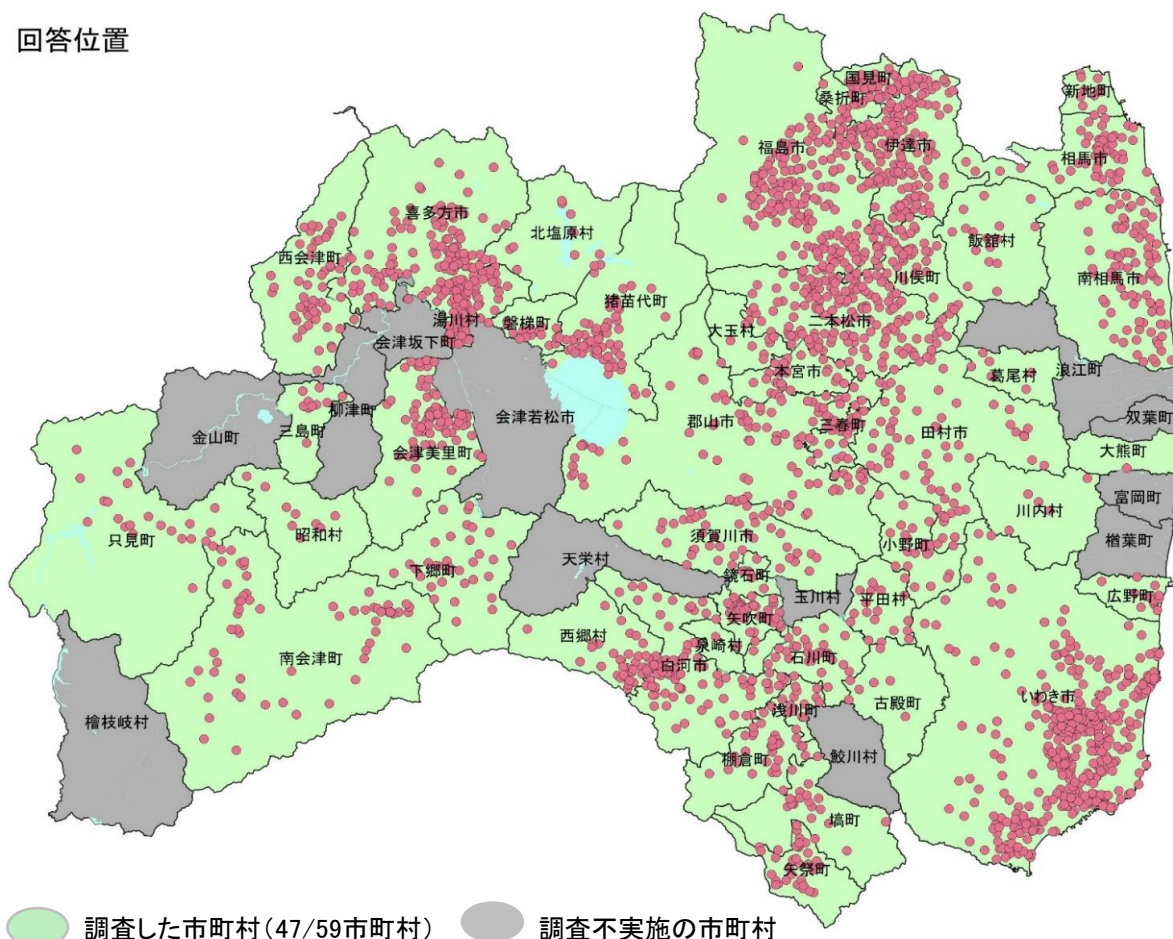 回答位置
国見町
桑折町
新地町
福島市
伊達市
相馬市
喜多方市
北塩原村
西会津町
飯舘村
川俣町
南相馬市
猪苗代町
湯川村
磐梯町
大玉村
二本松市
会津坂下町
本宮市
葛尾村
浪江町
柳津町
会津若松市
郡山市
三春町
田村市
双葉町
金山町
三島町
会津美里町
大熊町
富岡町
川内村
只見町
昭和村
須賀川市
小野町
楢葉町
下郷町
天栄村
鏡石町
玉川村
平田村
広野町
矢吹町
西郷村
泉崎村
石川町
南会津町
白河市
古殿町
いわき市
浅川町
檜枝岐村
棚倉町
鮫川村
塙町
矢祭町
調査した市町村(47/59市町村) 調査不実施の市町村